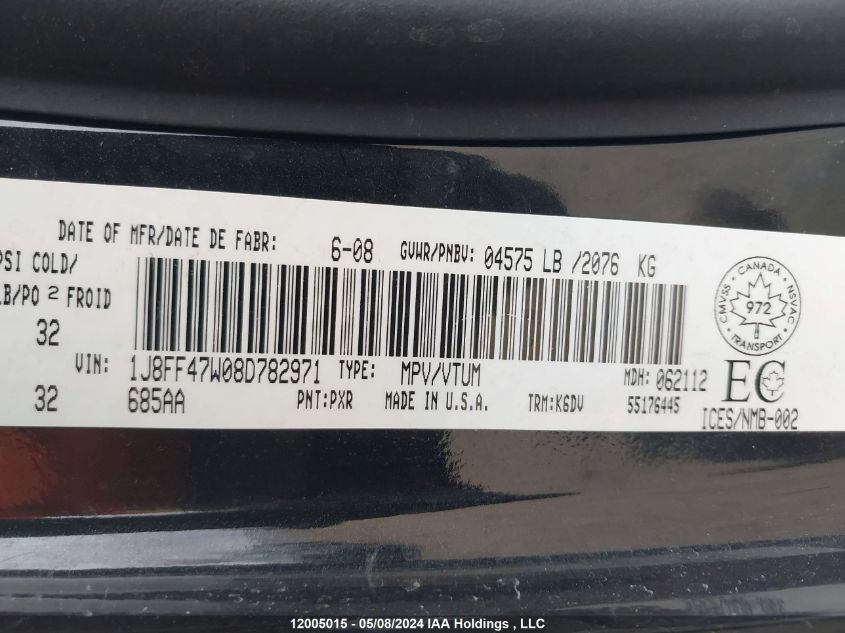 DATE OF MFR/DATE DE FABR: 6-08 GVWR/PNBV: 04575 LB /2076 KG
PSI COLD/
LB/PO 2 FROID
32
VIN: 1J8FF47W08D782971 TYPE: MPV/VTUM MDH: 062112
32 685AA PNT:PXR MADE IN U.S.A. TRM:K6DV 55176445
CANADA
CMVSS NSVAC
972
TRANSPORT
EC
ICES/NMB-002
12005015 - 05/08/2024 IAA Holdings , LLC